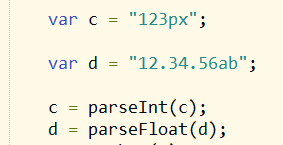 var c = "123px";
var d = "12.34.56ab";
c = parseInt(c);
d = parseFloat(d);